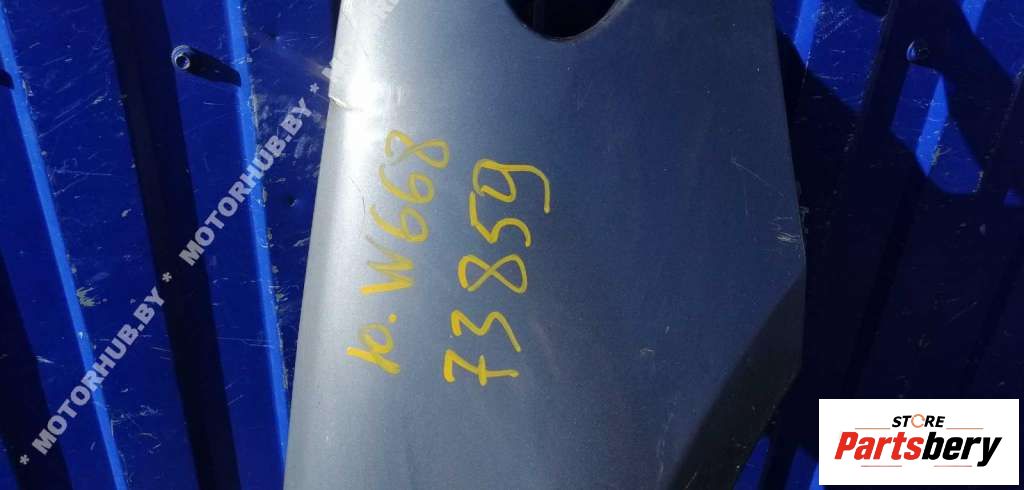 ю. W668
73859
* MOTORHUB.BY * MOTORHUB.BY *
STORE
Partsbery